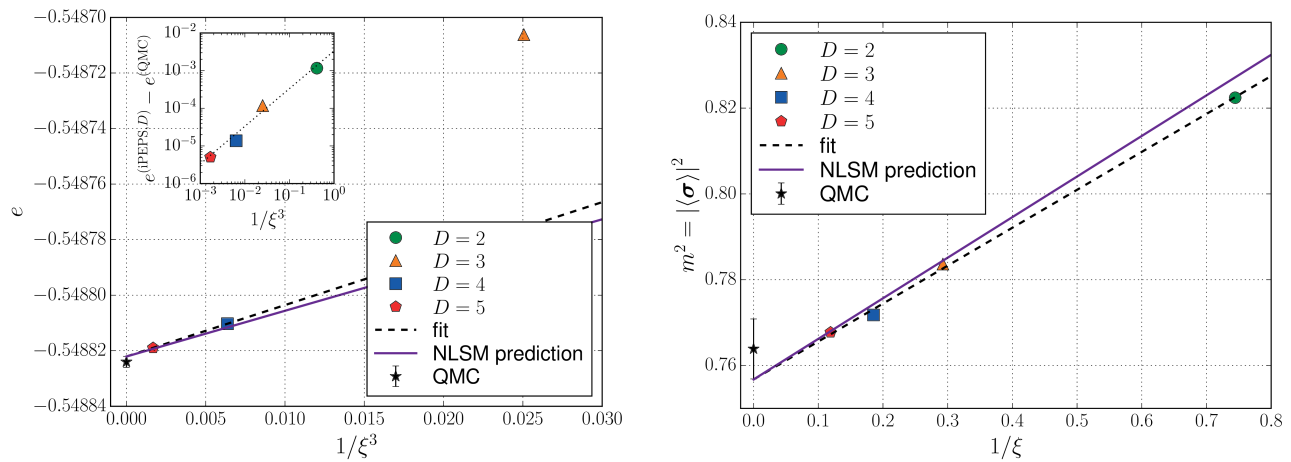 −0.54870
−0.54872
−0.54874
−0.54876
−0.54878
−0.54880
−0.54882
−0.54884
e
0.000
0.005
0.010
0.015
0.020
0.025
0.030
1/ξ³
e^(iPEPS,D) − e^(QMC)
10⁻²
10⁻³
10⁻⁴
10⁻⁵
10⁻⁶
10⁻³
10⁻²
10⁻¹
10⁰
1/ξ³
D = 2
D = 3
D = 4
D = 5
fit
NLSM prediction
QMC
0.84
0.82
0.80
0.78
0.76
m² = |⟨σ⟩|²
0.0
0.1
0.2
0.3
0.4
0.5
0.6
0.7
0.8
1/ξ
D = 2
D = 3
D = 4
D = 5
fit
NLSM prediction
QMC